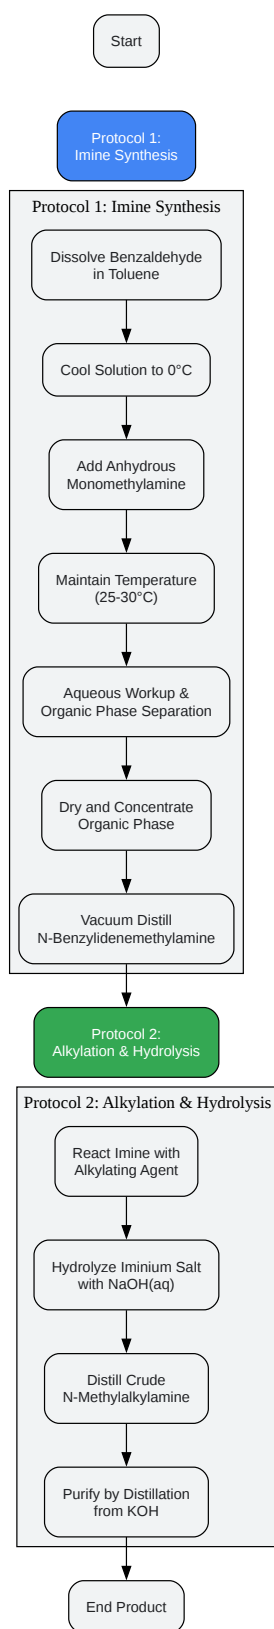 Start
Protocol 1:
Imine Synthesis
Protocol 1: Imine Synthesis
Dissolve Benzaldehyde
in Toluene
Cool Solution to 0°C
Add Anhydrous
Monomethylamine
Maintain Temperature
(25-30°C)
Aqueous Workup &
Organic Phase Separation
Dry and Concentrate
Organic Phase
Vacuum Distill
N-Benzylidenemethylamine
Protocol 2:
Alkylation & Hydrolysis
Protocol 2: Alkylation & Hydrolysis
React Imine with
Alkylating Agent
Hydrolyze Iminium Salt
with NaOH(aq)
Distill Crude
N-Methylalkylamine
Purify by Distillation
from KOH
End Product